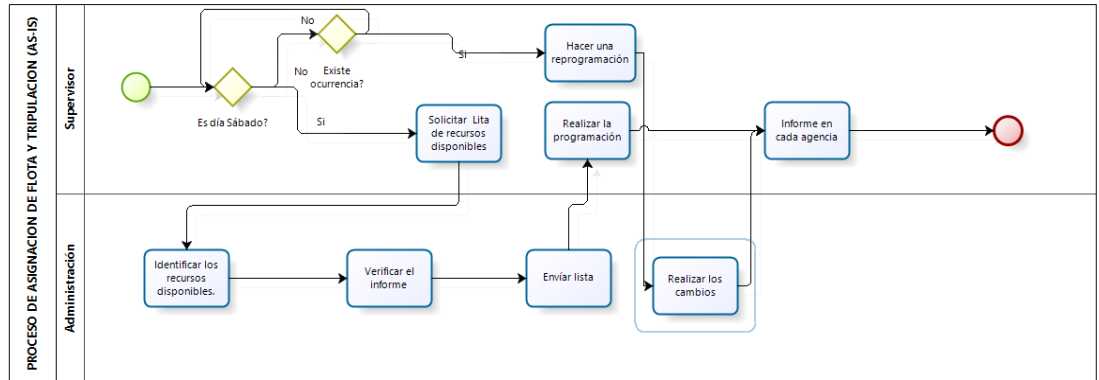 PROCESO DE ASIGNACION DE FLOTA Y TRIPULACION (AS-IS)
Supervisor
No
Existe
ocurrencia?
Si
Hacer una
reprogramación
No
Es día Sábado?
Si
Solicitar Lita
de recursos
disponibles
Realizar la
programación
Informe en
cada agencia
Administración
Identificar los
recursos
disponibles.
Verificar el
informe
Envíar lista
Realizar los
cambios